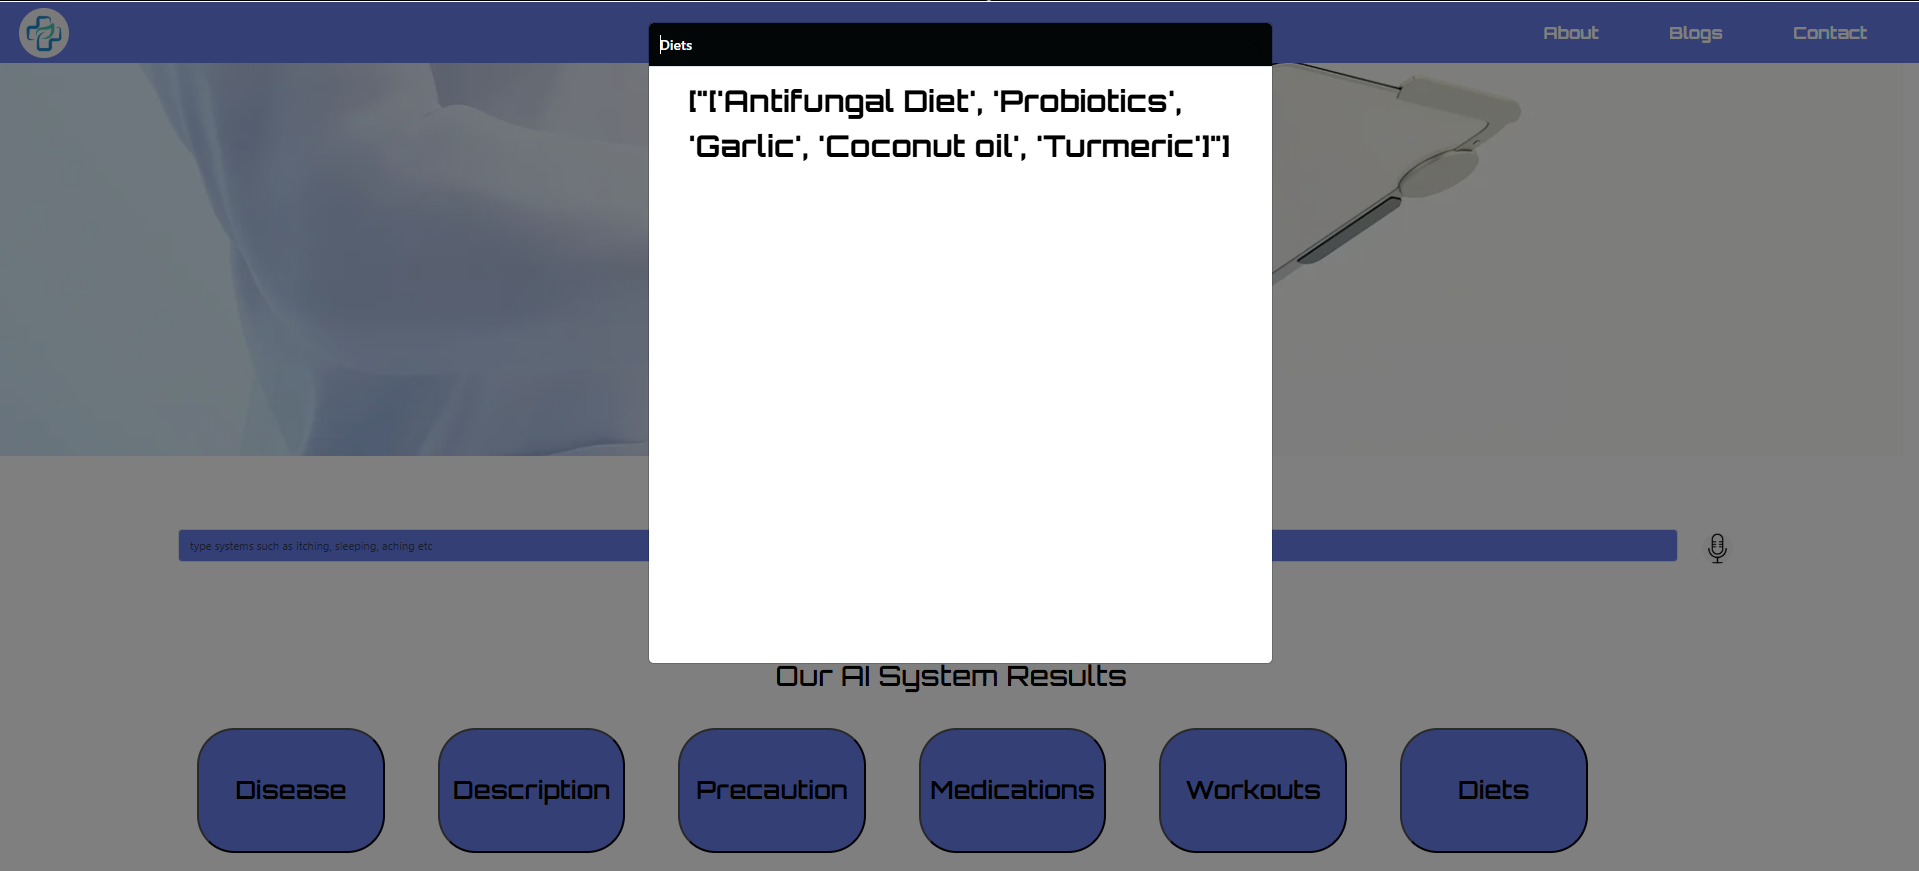 About Blogs Contact
Diets
["['Antifungal Diet', 'Probiotics',
'Garlic', 'Coconut oil', 'Turmeric']"]
type systems such as itching, sleeping, aching etc
Our AI System Results
Disease Description Precaution Medications Workouts Diets